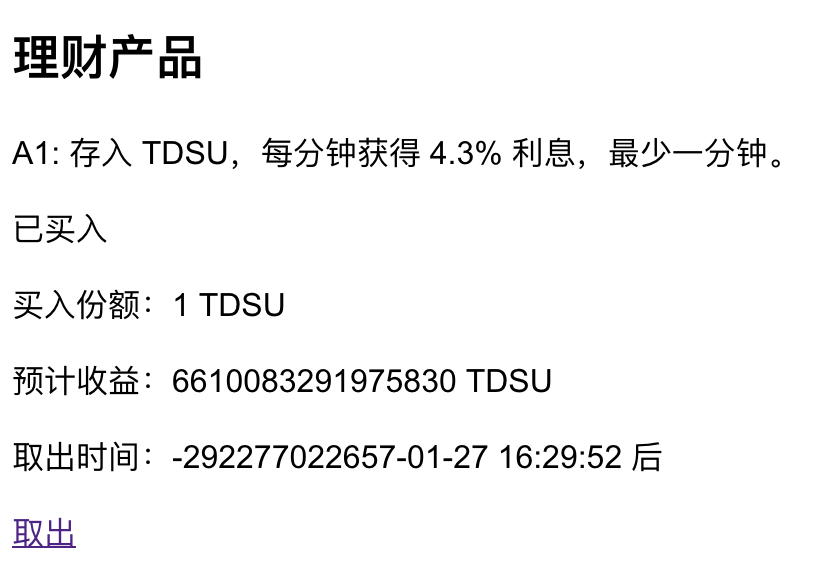 理财产品
A1: 存入 TDSU，每分钟获得 4.3% 利息，最少一分钟。
已买入
买入份额：1 TDSU
预计收益：6610083291975830 TDSU
取出时间：-292277022657-01-27 16:29:52 后
取出